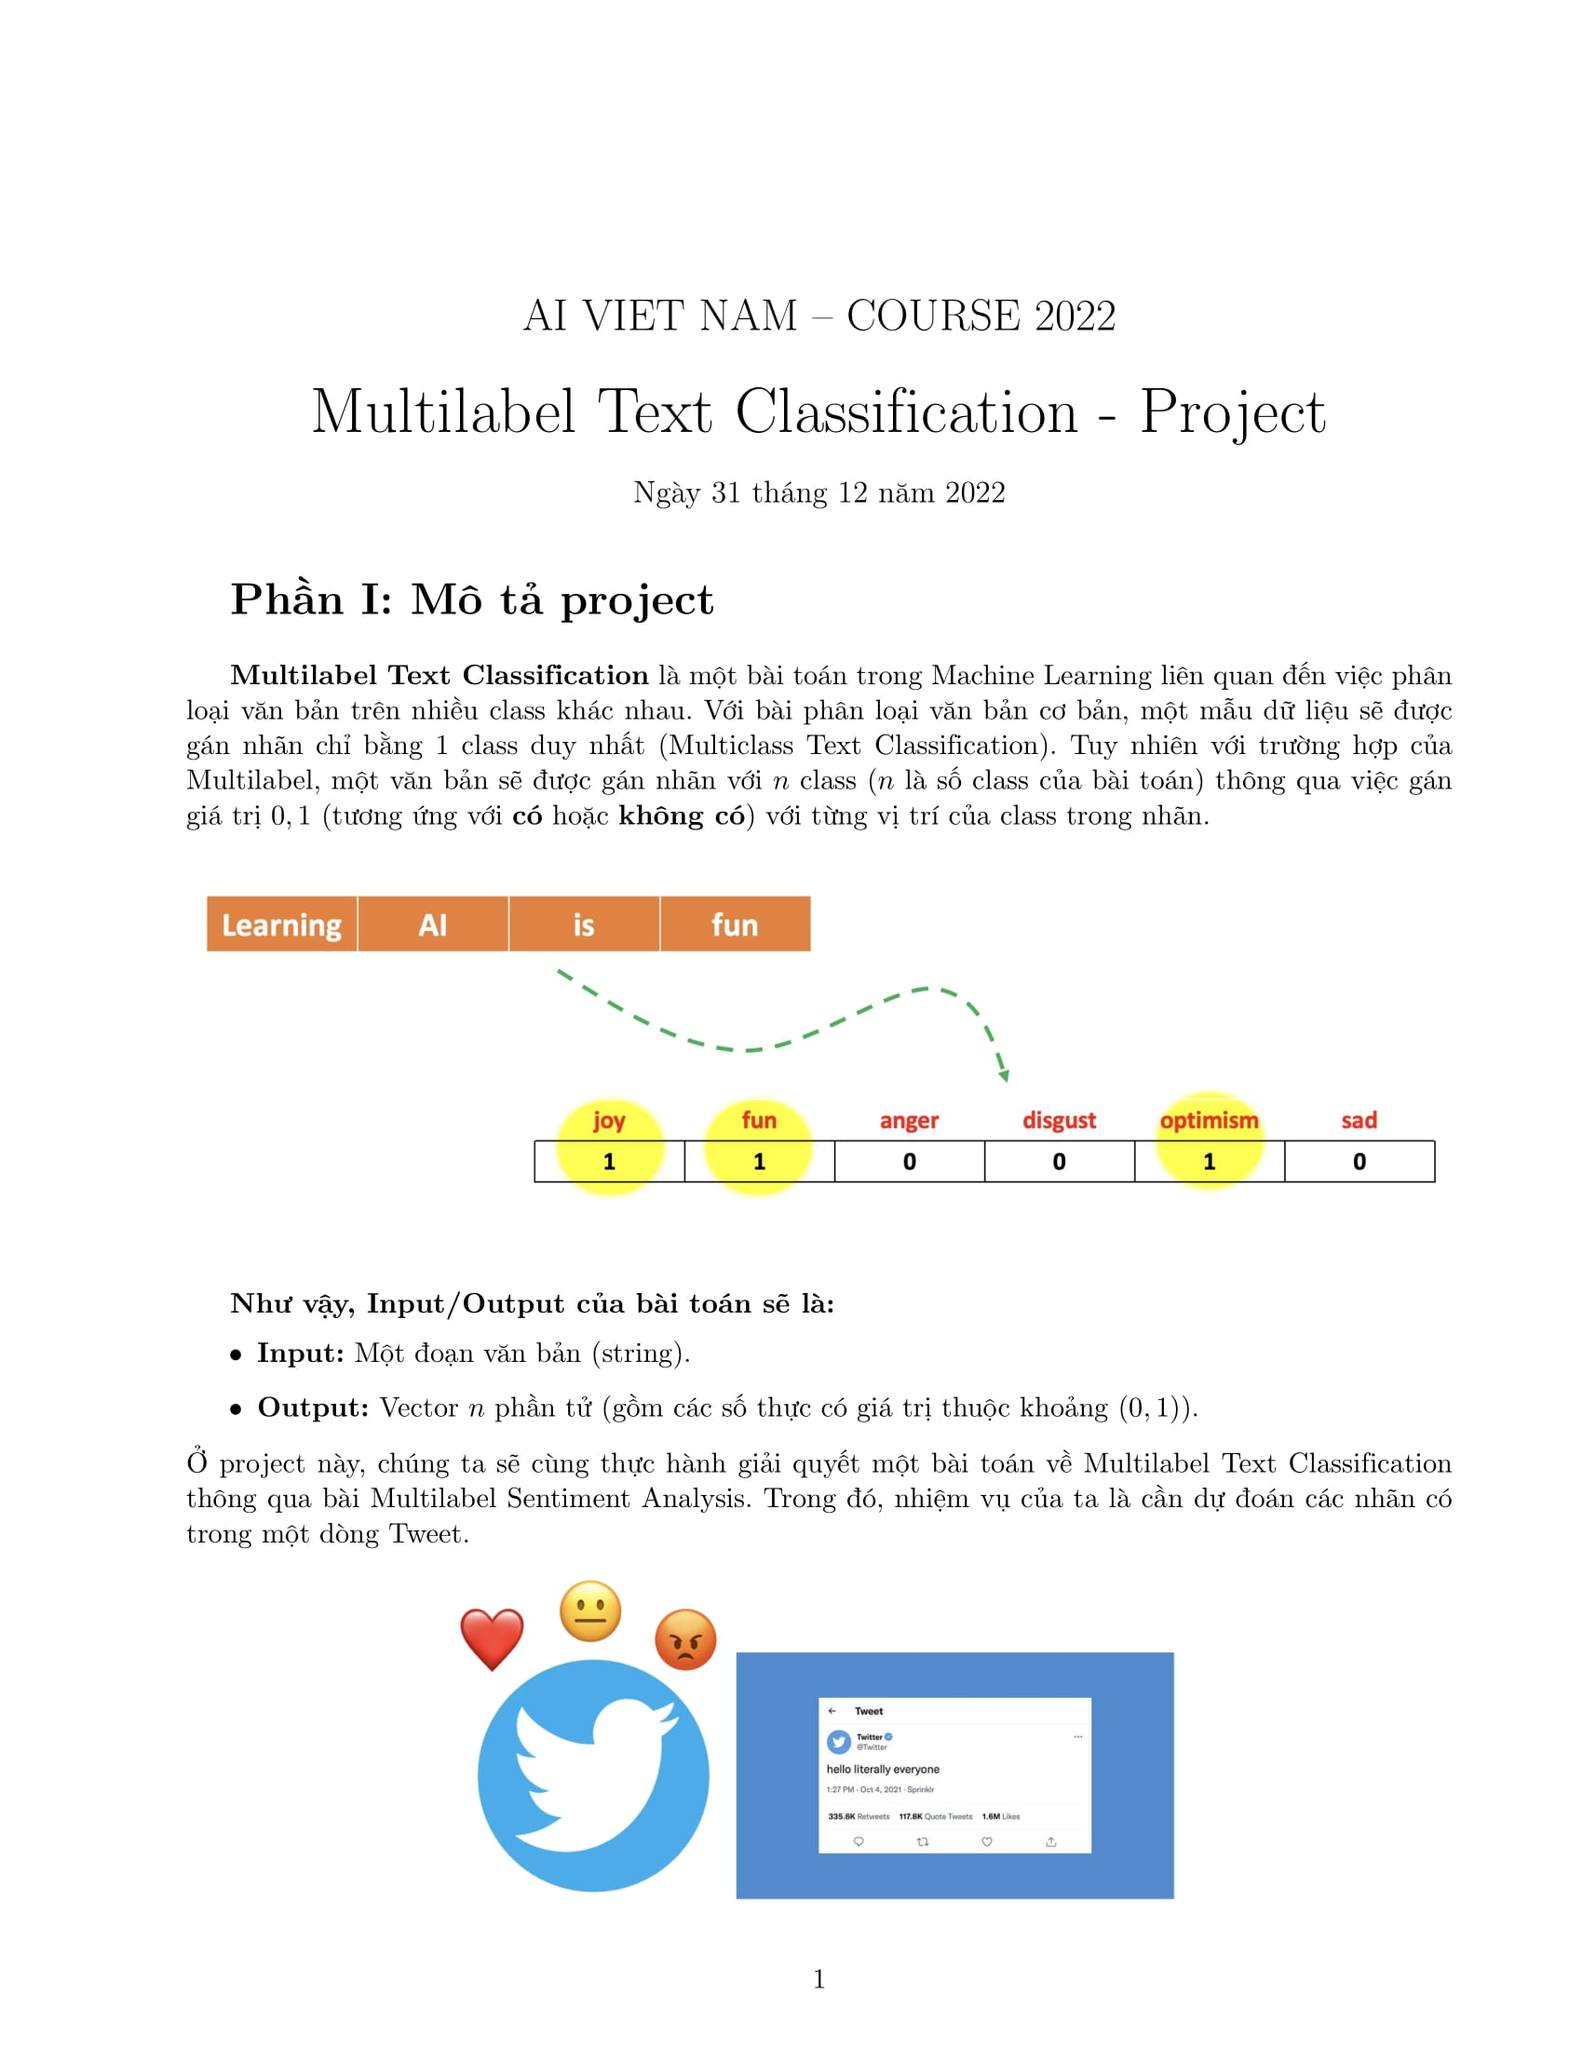 AI VIET NAM – COURSE 2022
Multilabel Text Classification - Project
Ngày 31 tháng 12 năm 2022
Phần I: Mô tả project
Multilabel Text Classification là một bài toán trong Machine Learning liên quan đến việc phân
loại văn bản trên nhiều class khác nhau. Với bài phân loại văn bản cơ bản, một mẫu dữ liệu sẽ được
gán nhãn chỉ bằng 1 class duy nhất (Multiclass Text Classification). Tuy nhiên với trường hợp của
Multilabel, một văn bản sẽ được gán nhãn với n class (n là số class của bài toán) thông qua việc gán
giá trị 0, 1 (tương ứng với có hoặc không có) với từng vị trí của class trong nhãn.
Learning AI is fun
joy fun anger disgust optimism sad
1 1 0 0 1 0
Như vậy, Input/Output của bài toán sẽ là:
• Input: Một đoạn văn bản (string).
• Output: Vector n phần tử (gồm các số thực có giá trị thuộc khoảng (0, 1)).
Ở project này, chúng ta sẽ cùng thực hành giải quyết một bài toán về Multilabel Text Classification
thông qua bài Multilabel Sentiment Analysis. Trong đó, nhiệm vụ của ta là cần dự đoán các nhãn có
trong một dòng Tweet.
Tweet
Twitter
@Twitter
hello literally everyone
1:27 PM · Oct 4, 2021 · Sprinklr
335.6K Retweets 117.8K Quote Tweets 1.6M Likes
1